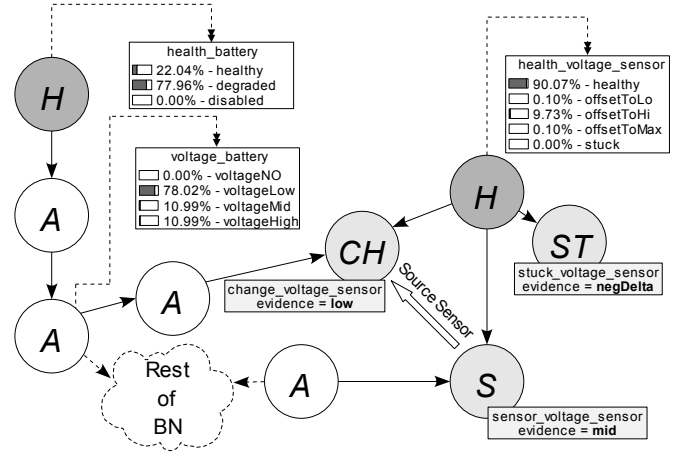 health_battery
22.04% - healthy
77.96% - degraded
0.00% - disabled
health_voltage_sensor
90.07% - healthy
0.10% - offsetToLo
9.73% - offsetToHi
0.10% - offsetToMax
0.00% - stuck
H
voltage_battery
0.00% - voltageNO
78.02% - voltageLow
10.99% - voltageMid
10.99% - voltageHigh
A
H
CH
ST
change_voltage_sensor
evidence = low
stuck_voltage_sensor
evidence = negDelta
A
A
Source Sensor
Rest
of
BN
A
S
sensor_voltage_sensor
evidence = mid